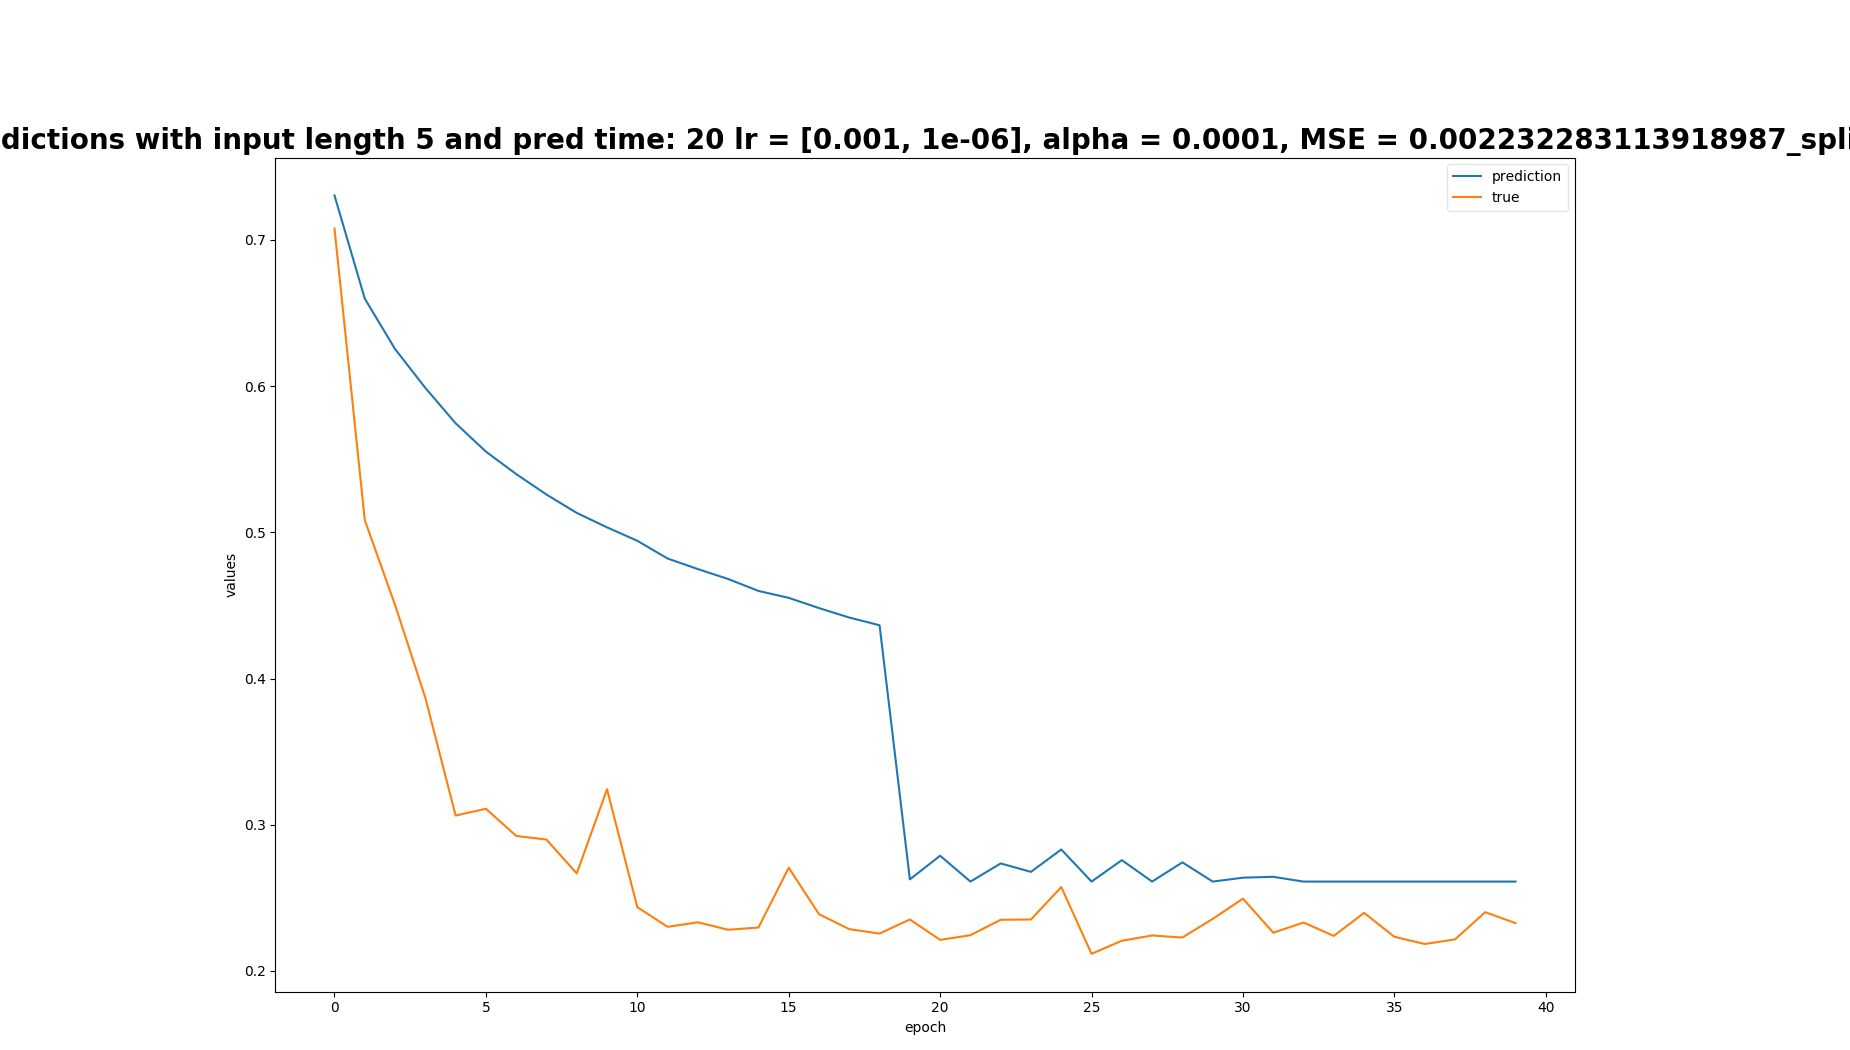 dictions with input length 5 and pred time: 20 lr = [0.001, 1e-06], alpha = 0.0001, MSE = 0.002232283113918987_spli
prediction
true
0.7
0.6
0.5
0.4
0.3
0.2
values
0 5 10 15 20 25 30 35 40
epoch